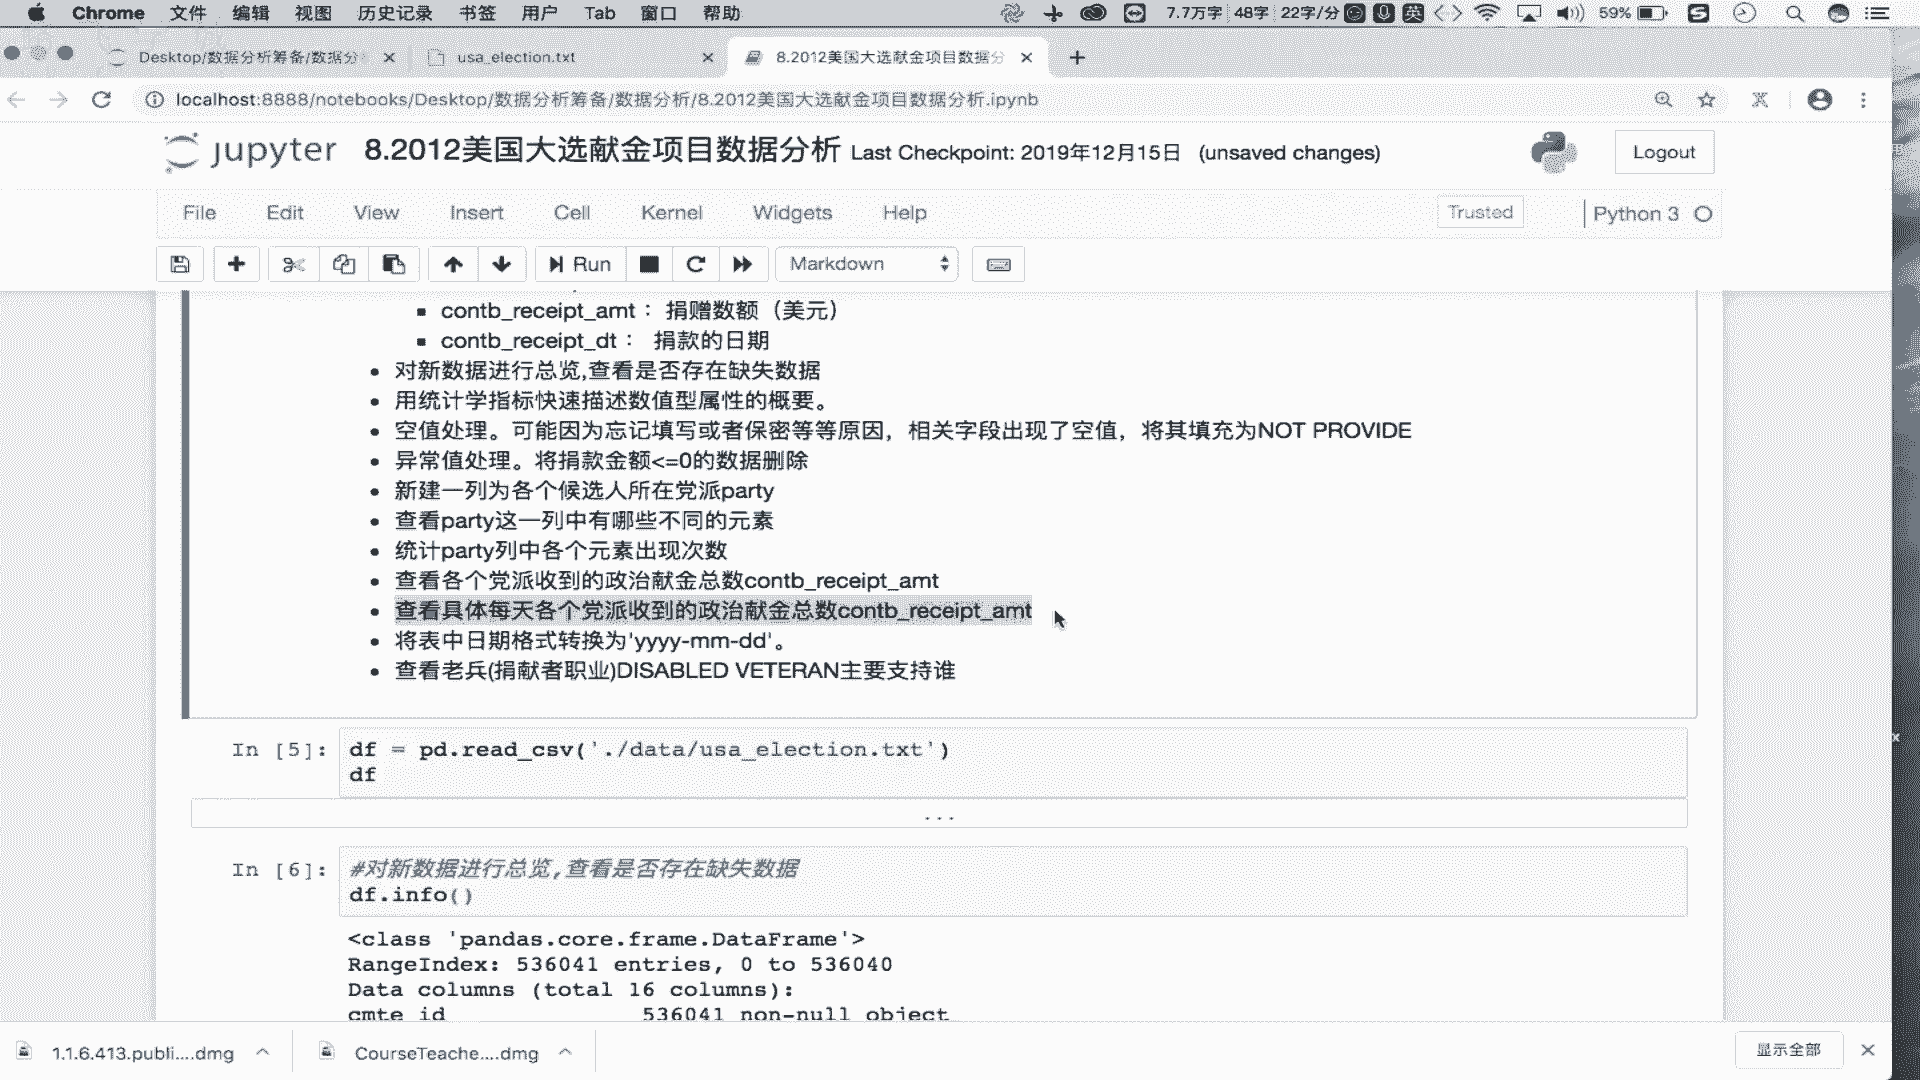 Chrome 文件 编辑 视图 历史记录 书签 用户 Tab 窗口 帮助 7.7万字 48字 22字/分 英 59%
Desktop/数据分析筹备/数据分 usa_election.txt 8.2012美国大选献金项目数据分
localhost:8888/notebooks/Desktop/数据分析筹备/数据分析/8.2012美国大选献金项目数据分析.ipynb
jupyter 8.2012美国大选献金项目数据分析 Last Checkpoint: 2019年12月15日 (unsaved changes) Logout
File Edit View Insert Cell Kernel Widgets Help Trusted Python 3
Run Markdown
contb_receipt_amt : 捐赠数额（美元）
contb_receipt_dt : 捐款的日期
对新数据进行总览,查看是否存在缺失数据
用统计学指标快速描述数值型属性的概要。
空值处理。可能因为忘记填写或者保密等等原因，相关字段出现了空值，将其填充为NOT PROVIDE
异常值处理。将捐款金额<=0的数据删除
新建一列为各个候选人所在党派party
查看party这一列中有哪些不同的元素
统计party列中各个元素出现次数
查看各个党派收到的政治献金总数contb_receipt_amt
查看具体每天各个党派收到的政治献金总数contb_receipt_amt
将表中日期格式转换为'yyyy-mm-dd'。
查看老兵(捐献者职业)DISABLED VETERAN主要支持谁
In [5]: df = pd.read_csv('./data/usa_election.txt')
df
...
In [6]: #对新数据进行总览,查看是否存在缺失数据
df.info()
<class 'pandas.core.frame.DataFrame'>
RangeIndex: 536041 entries, 0 to 536040
Data columns (total 16 columns):
cmte_id 536041 non-null object
1.1.6.413.publi....dmg CourseTeache....dmg 显示全部